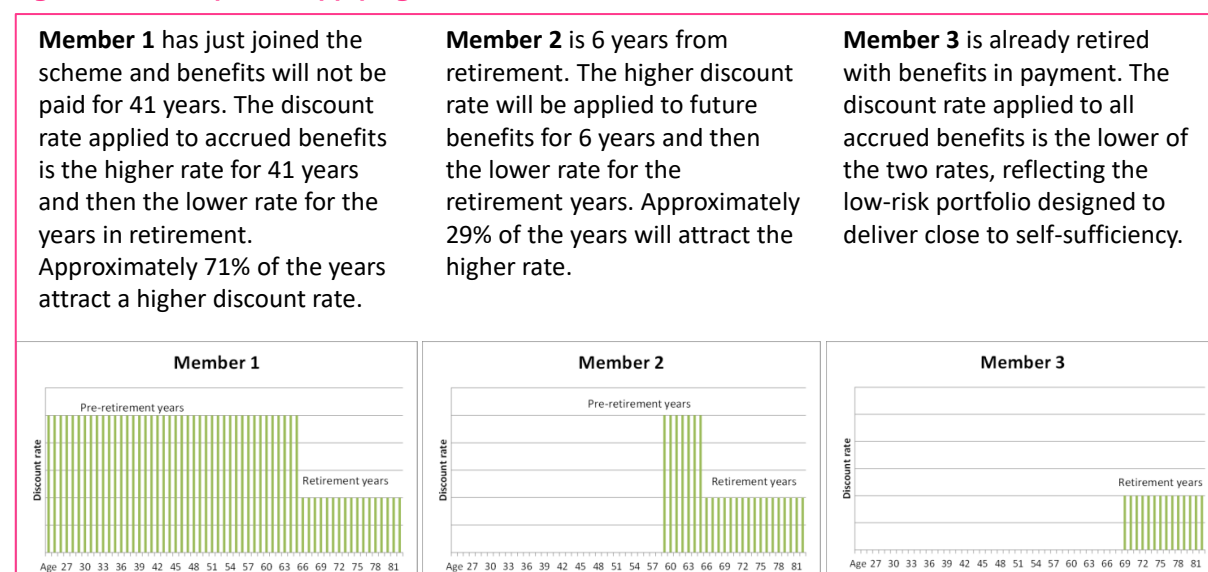 Member 1 has just joined the
scheme and benefits will not be
paid for 41 years. The discount
rate applied to accrued benefits
is the higher rate for 41 years
and then the lower rate for the
years in retirement.
Approximately 71% of the years
attract a higher discount rate.
Member 2 is 6 years from
retirement. The higher discount
rate will be applied to future
benefits for 6 years and then
the lower rate for the
retirement years. Approximately
29% of the years will attract the
higher rate.
Member 3 is already retired
with benefits in payment. The
discount rate applied to all
accrued benefits is the lower of
the two rates, reflecting the
low-risk portfolio designed to
deliver close to self-sufficiency.
Member 1
Pre-retirement years
Retirement years
Discount rate
Age 27 30 33 36 39 42 45 48 51 54 57 60 63 66 69 72 75 78 81
Member 2
Pre-retirement years
Retirement years
Discount rate
Age 27 30 33 36 39 42 45 48 51 54 57 60 63 66 69 72 75 78 81
Member 3
Retirement years
Discount rate
Age 27 30 33 36 39 42 45 48 51 54 57 60 63 66 69 72 75 78 81